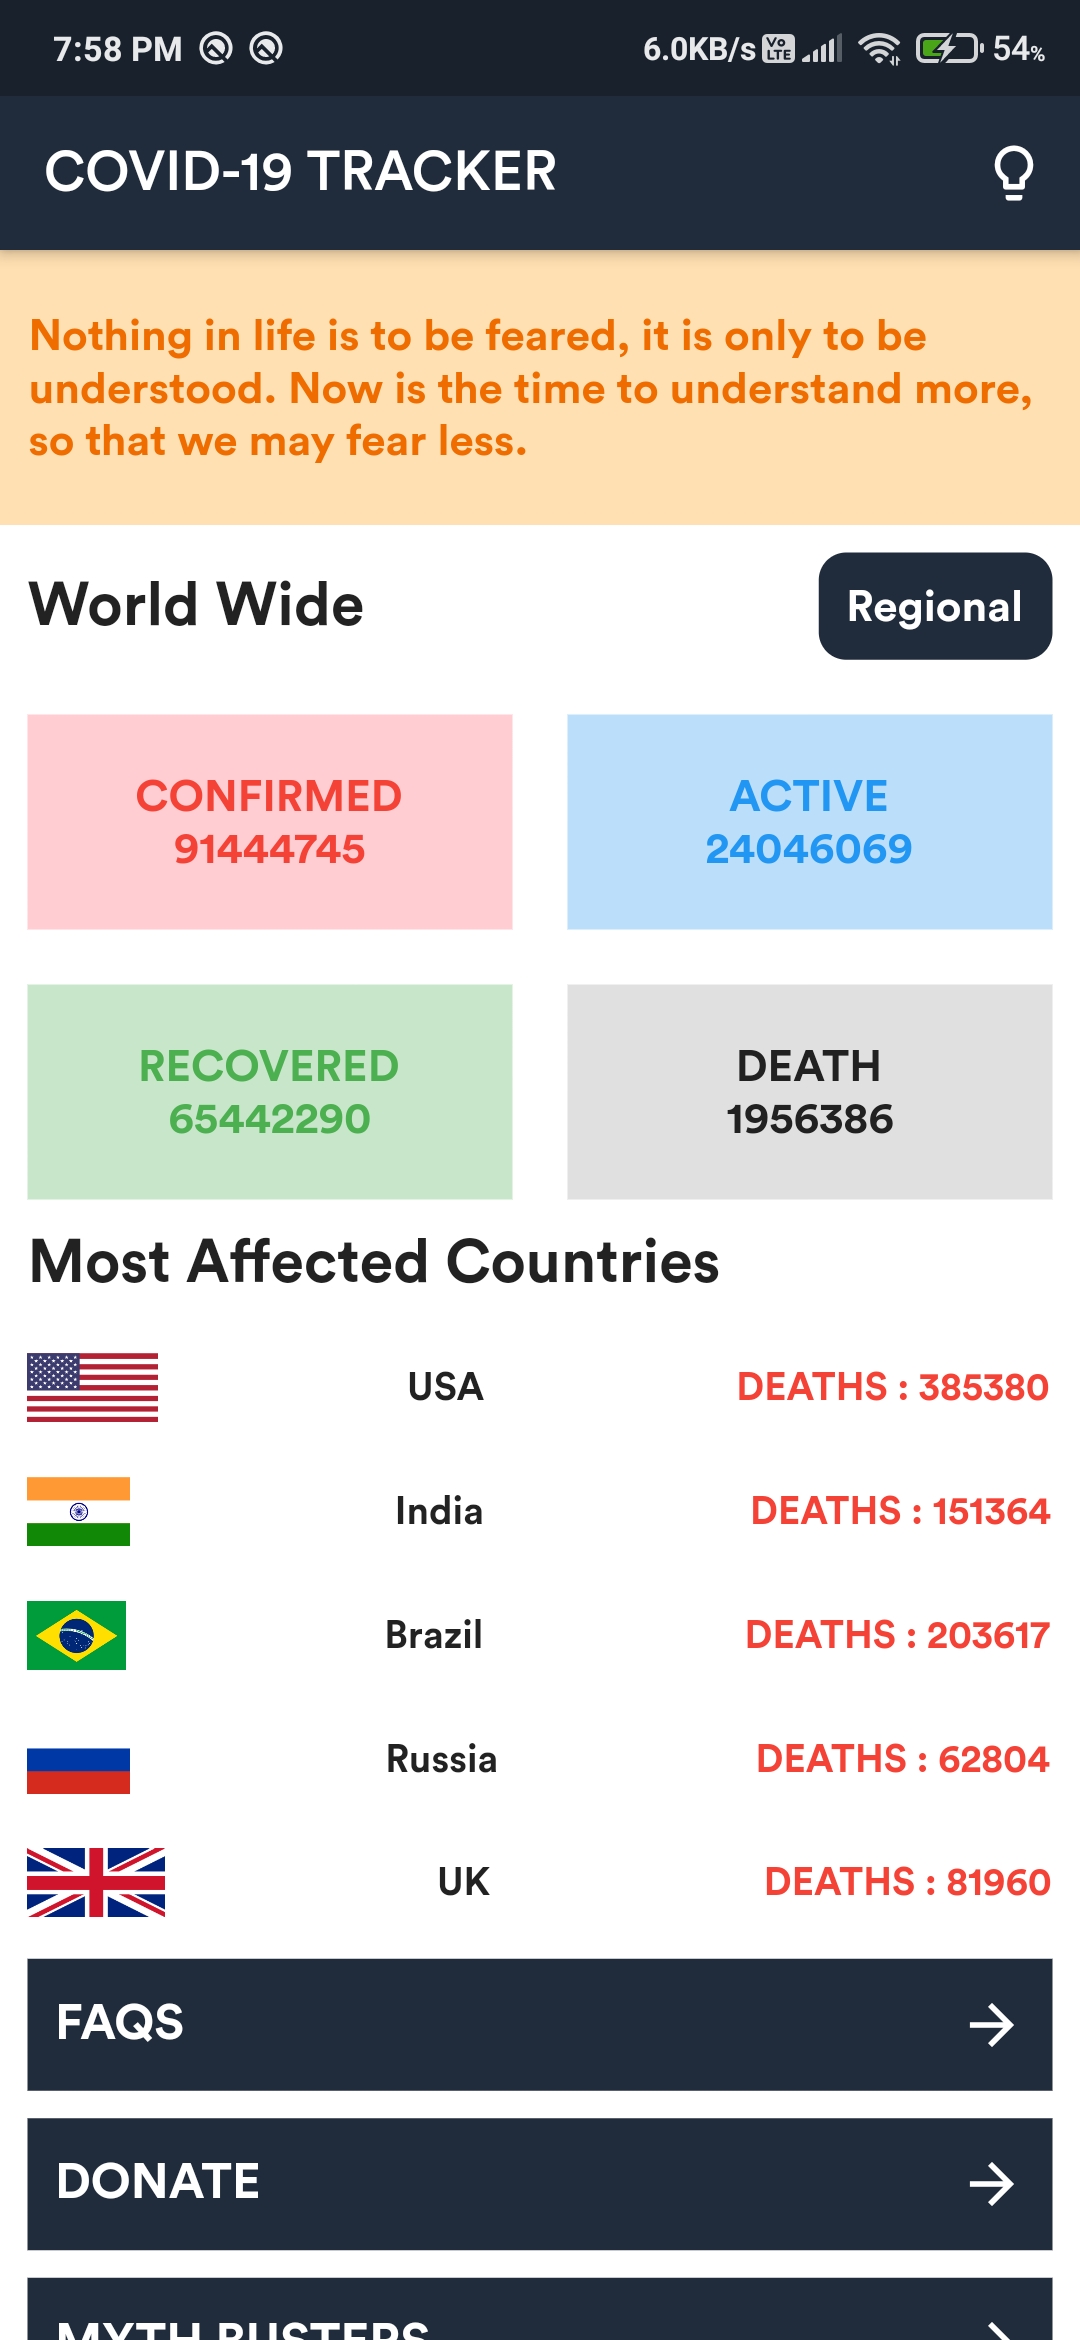 7:58 PM 6.0KB/s Vo LTE 54%
COVID-19 TRACKER
Nothing in life is to be feared, it is only to be
understood. Now is the time to understand more,
so that we may fear less.
World Wide Regional
CONFIRMED ACTIVE
91444745 24046069
RECOVERED DEATH
65442290 1956386
Most Affected Countries
USA DEATHS : 385380
India DEATHS : 151364
Brazil DEATHS : 203617
Russia DEATHS : 62804
UK DEATHS : 81960
FAQS
DONATE
MYTH BUSTERS